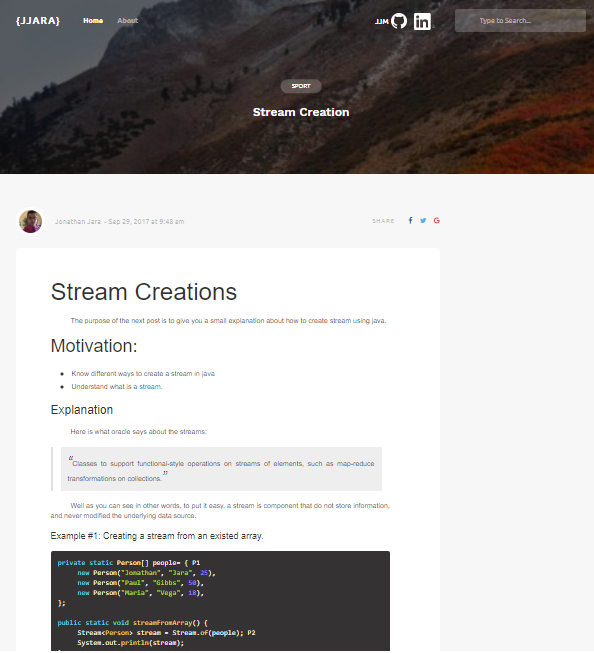 {JJARA}
Home
About
JJM
Type to Search...
SPORT
Stream Creation
Jonathan Jara - Sep 29, 2017 at 9:48 am
SHARE
Stream Creations
The purpose of the next post is to give you a small explanation about how to create stream using java.
Motivation:
Know different ways to create a stream in java
Understand what is a stream.
Explanation
Here is what oracle says about the streams:
“Classes to support functional-style operations on streams of elements, such as map-reduce
transformations on collections.”
Well as you can see in other words, to put it easy, a stream is component that do not store information,
and never modified the underlying data source.
Example #1: Creating a stream from an existed array.
private static Person[] people= { P1
new Person("Jonathan", "Jara", 25),
new Person("Paul", "Gibbs", 50),
new Person("Maria", "Vega", 18),
};
public static void streamFromArray() {
Stream<Person> stream = Stream.of(people); P2
System.out.println(stream);